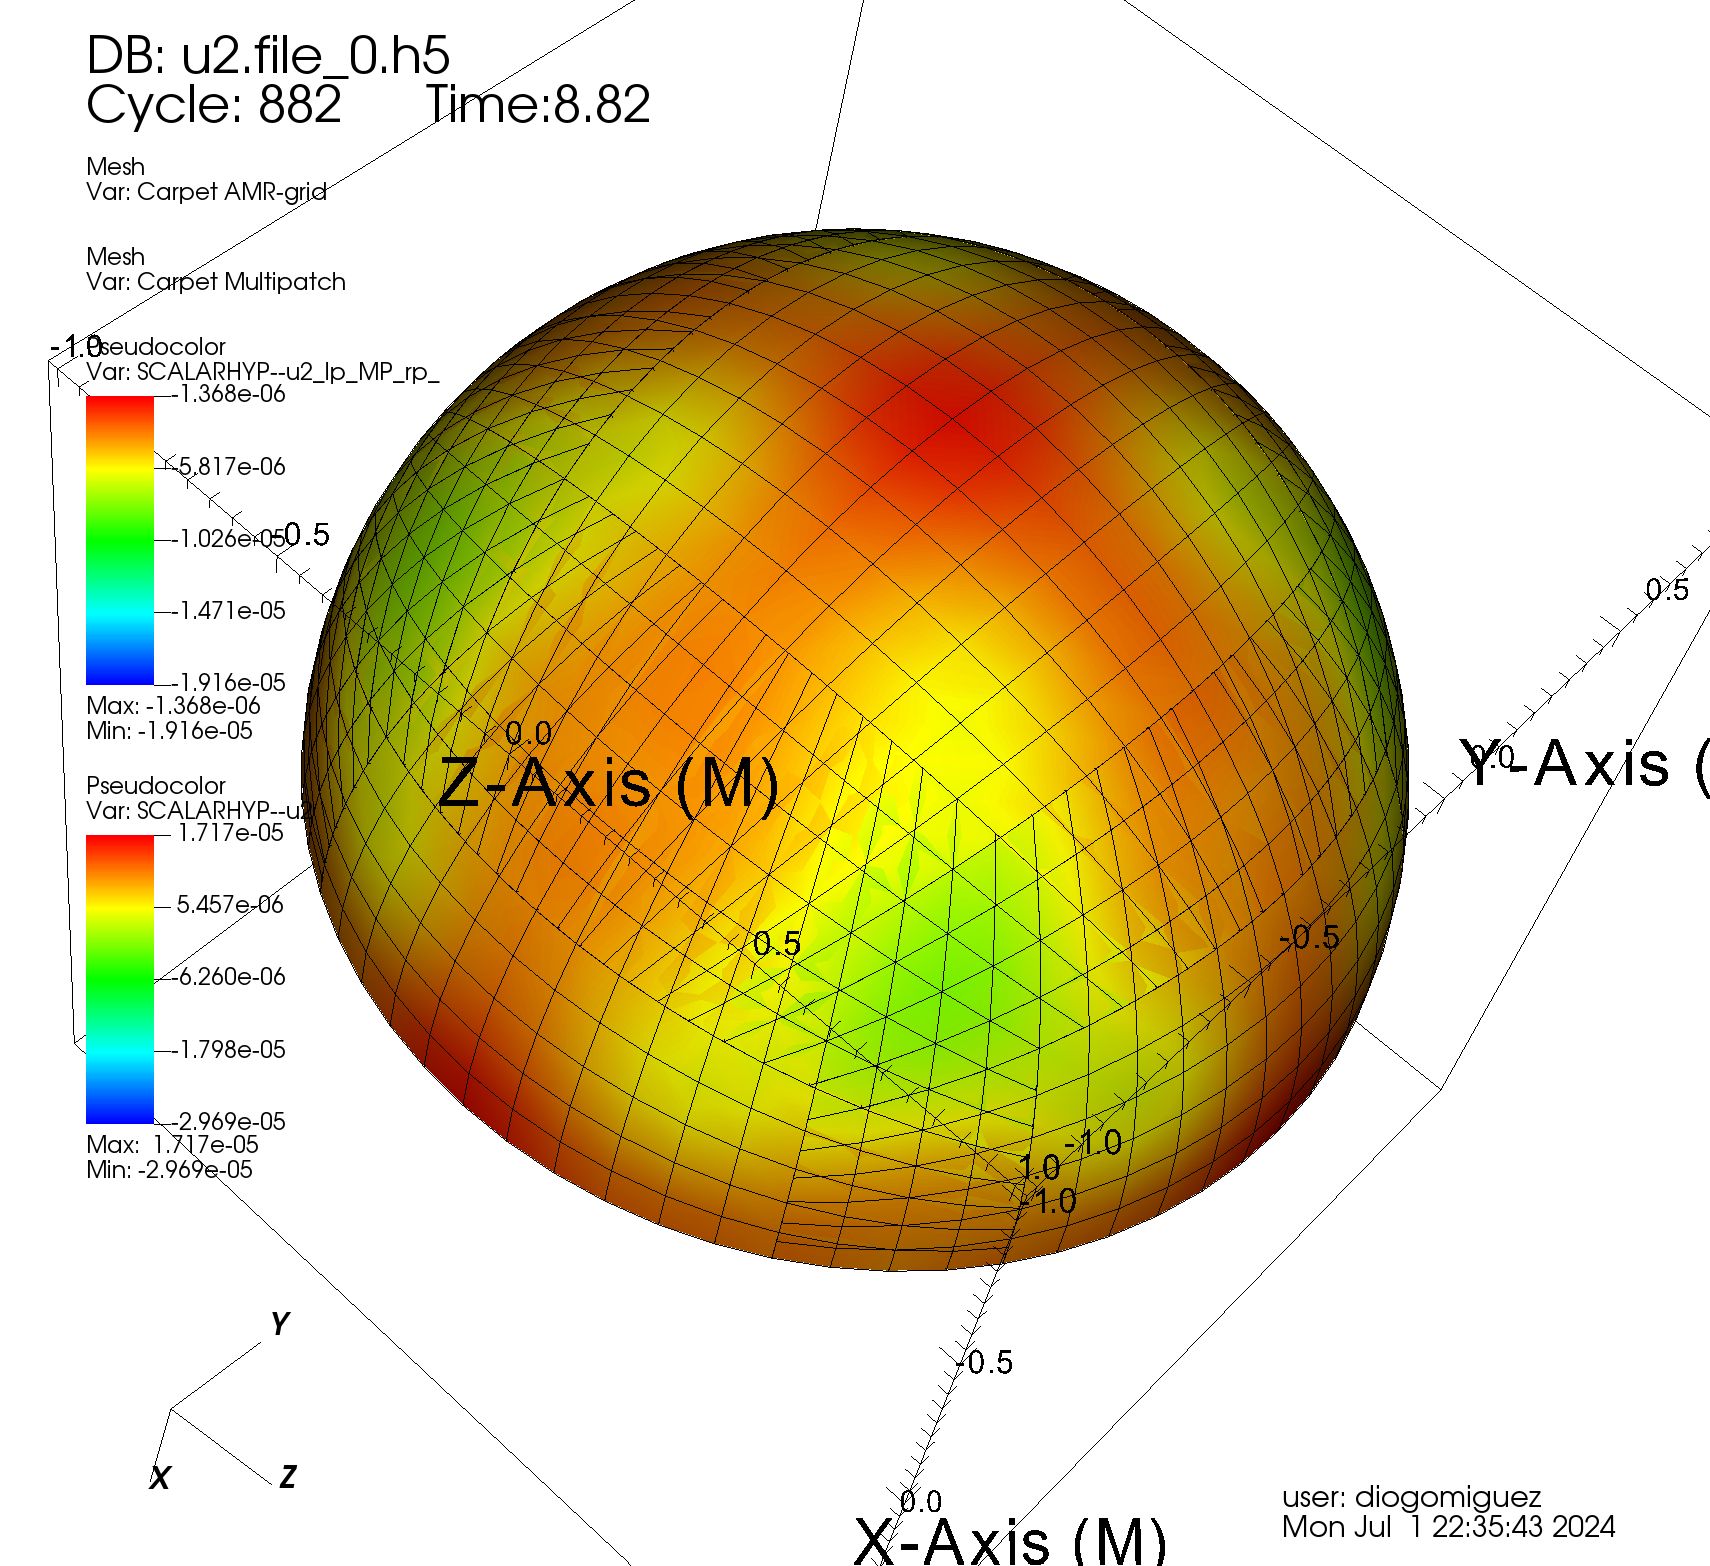 DB: u2.file_0.h5
Cycle: 882 Time:8.82
Mesh
Var: Carpet AMR-grid
Mesh
Var: Carpet Multipatch
-1.0
Pseudocolor
Var: SCALARHYP--u2_lp_MP_rp_
-1.368e-06
-5.817e-06
-1.026e-05
-1.471e-05
-1.916e-05
Max: -1.368e-06
Min: -1.916e-05
Pseudocolor
Var: SCALARHYP--u2
1.717e-05
5.457e-06
-6.260e-06
-1.798e-05
-2.969e-05
Max: 1.717e-05
Min: -2.969e-05
-0.5
0.0
Z-Axis (M)
0.5
1.0
0.5
0.0
Y-Axis (
-0.5
-1.0
-1.0
-0.5
0.0
X-Axis (M)
Y
X
Z
user: diogomiguez
Mon Jul 1 22:35:43 2024